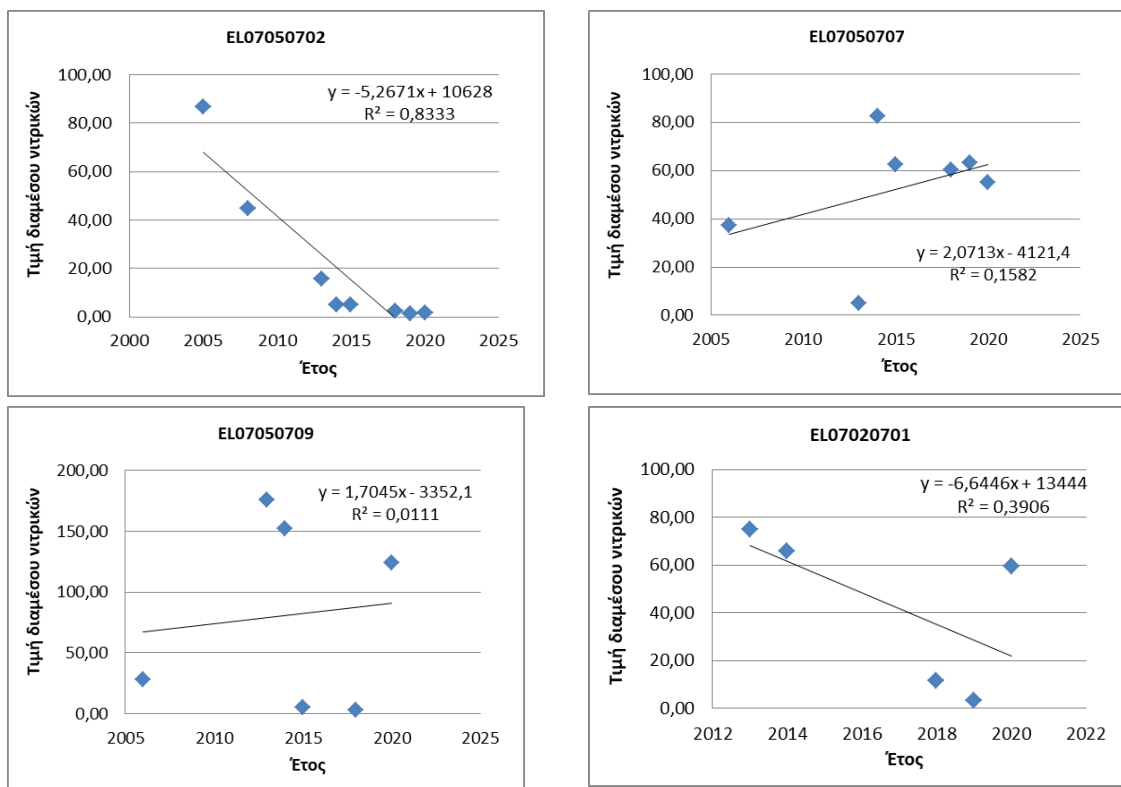 EL07050702
Τιμή διαμέσου νιτρικών
100,00
80,00
60,00
40,00
20,00
0,00
y = -5,2671x + 10628
R² = 0,8333
2000 2005 2010 2015 2020 2025
Έτος
EL07050707
Τιμή διαμέσου νιτρικών
100,00
80,00
60,00
40,00
20,00
0,00
y = 2,0713x - 4121,4
R² = 0,1582
2005 2010 2015 2020 2025
Έτος
EL07050709
Τιμή διαμέσου νιτρικών
200,00
150,00
100,00
50,00
0,00
y = 1,7045x - 3352,1
R² = 0,0111
2005 2010 2015 2020 2025
Έτος
EL07020701
Τιμή διαμέσου νιτρικών
100,00
80,00
60,00
40,00
20,00
0,00
y = -6,6446x + 13444
R² = 0,3906
2012 2014 2016 2018 2020 2022
Έτος